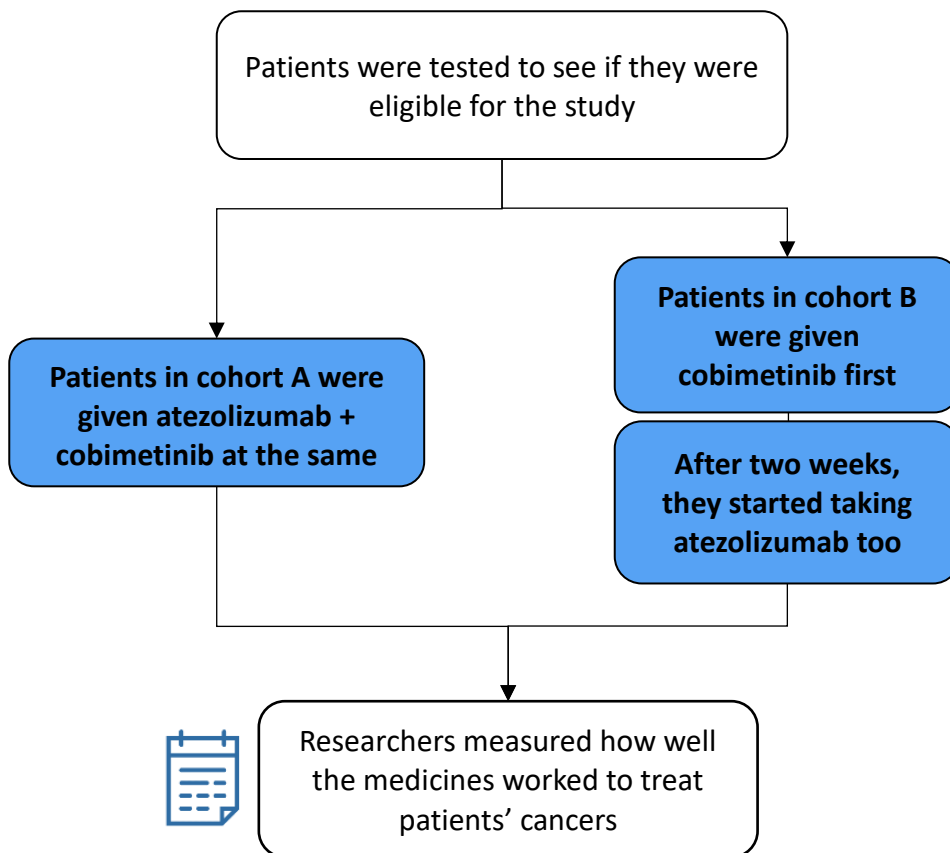 Patients were tested to see if they were
eligible for the study
Patients in cohort A were
given atezolizumab +
cobimetinib at the same
Patients in cohort B
were given
cobimetinib first
After two weeks,
they started taking
atezolizumab too
Researchers measured how well
the medicines worked to treat
patients’ cancers